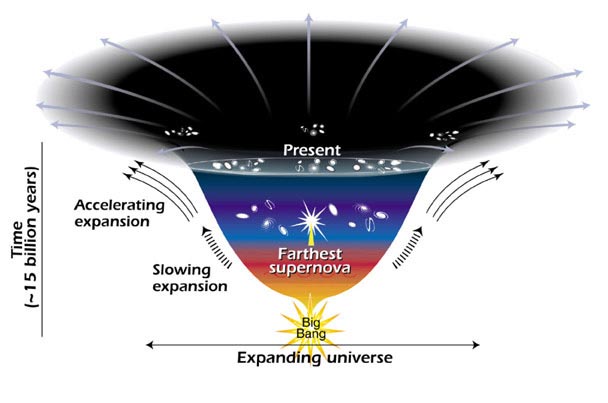 Present
Time
(~15 billion years)
Accelerating
expansion
Farthest
supernova
Slowing
expansion
Big
Bang
Expanding universe